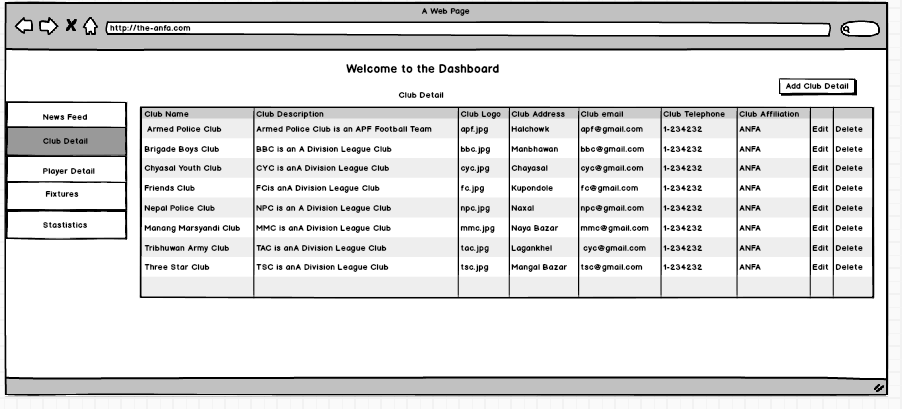 A Web Page
http://the-anfa.com
Welcome to the Dashboard
Add Club Detail
Club Detail
News Feed
Club Detail
Player Detail
Fixtures
Stastistics
Club Name Club Description Club Logo Club Address Club email Club Telephone Club Affiliation
Armed Police Club Armed Police Club is an APF Football Team apf.jpg Halchowk apf@gmail.com 1-234232 ANFA Edit Delete
Brigade Boys Club BBC is an A Division League Club bbc.jpg Manbhawan bbc@gmail.com 1-234232 ANFA Edit Delete
Chyasal Youth Club CYC is an A Division League Club cyc.jpg Chayasal cyc@gmail.com 1-234232 ANFA Edit Delete
Friends Club FCis anA Division League Club fc.jpg Kupondole fc@gmail.com 1-234232 ANFA Edit Delete
Nepal Police Club NPC is an A Division League Club npc.jpg Naxal npc@gmail.com 1-234232 ANFA Edit Delete
Manang Marsyandi Club MMC is an A Division League Club mmc.jpg Naya Bazar mmc@gmail.com 1-234232 ANFA Edit Delete
Tribhuwan Army Club TAC is anA Division League Club tac.jpg Lagankhel cyc@gmail.com 1-234232 ANFA Edit Delete
Three Star Club TSC is anA Division League Club tsc.jpg Mangal Bazar tsc@gmail.com 1-234232 ANFA Edit Delete